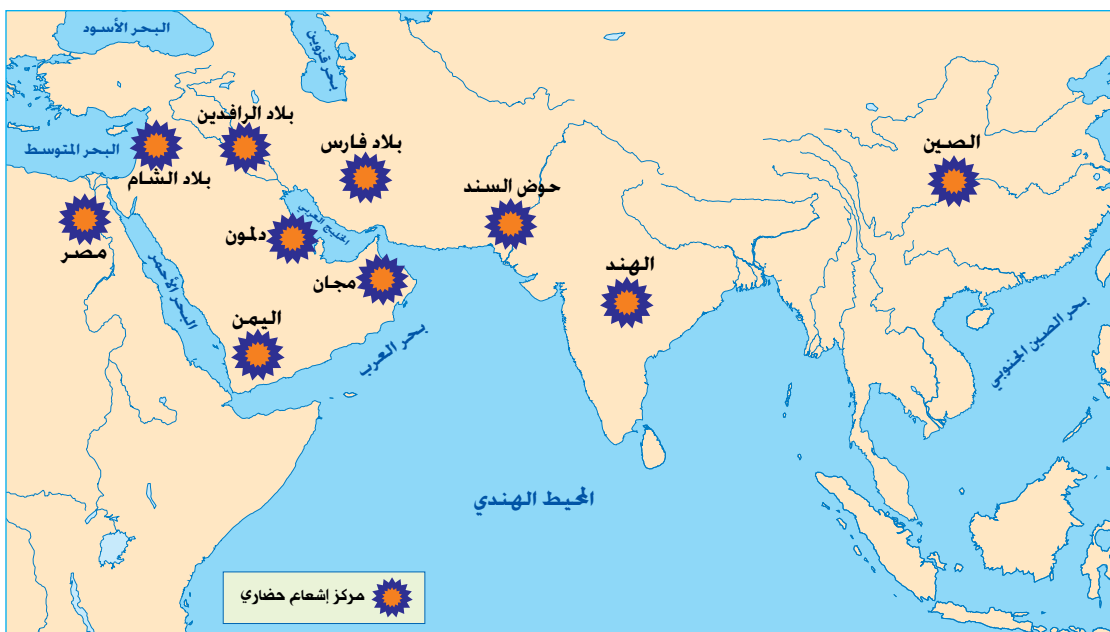 البحر الأسود
بحر قزوين
بلاد الرافدين
البحر المتوسط
بلاد الشام
بلاد فارس
الصين
حوض السند
مصر
دلمون
الخليج العربي
الهند
مجان
البحر الأحمر
اليمن
بحر العرب
بحر الصين الجنوبي
المحيط الهندي
مركز إشعاع حضاري